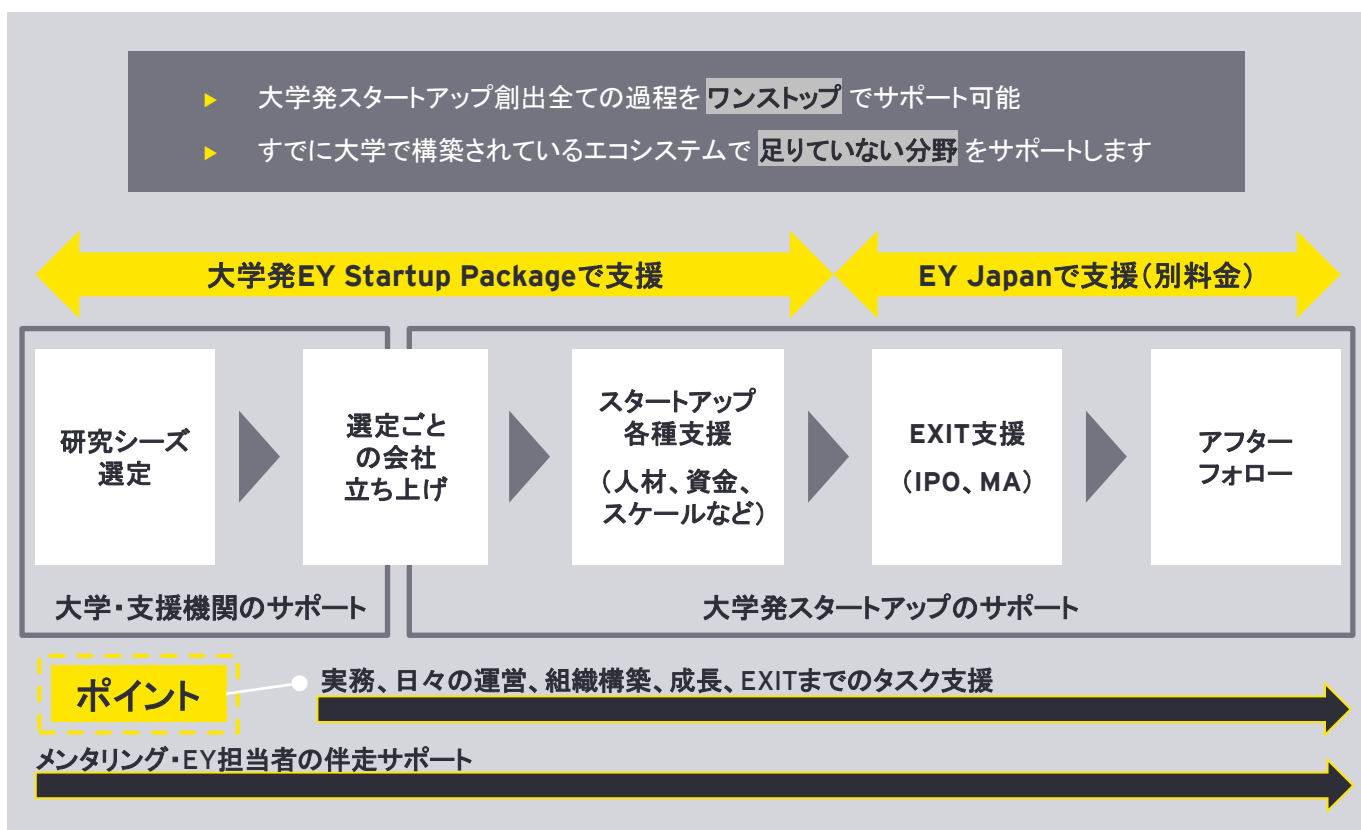 大学発スタートアップ創出全ての過程を ワンストップ でサポート可能
すでに大学で構築されているエコシステムで 足りていない分野 をサポートします
大学発EY Startup Packageで支援
EY Japanで支援（別料金）
研究シーズ
選定
選定ごと
の会社
立ち上げ
スタートアップ
各種支援
（人材、資金、
スケールなど）
EXIT支援
（IPO、MA）
アフター
フォロー
大学・支援機関のサポート
大学発スタートアップのサポート
ポイント
実務、日々の運営、組織構築、成長、EXITまでのタスク支援
メンタリング・EY担当者の伴走サポート